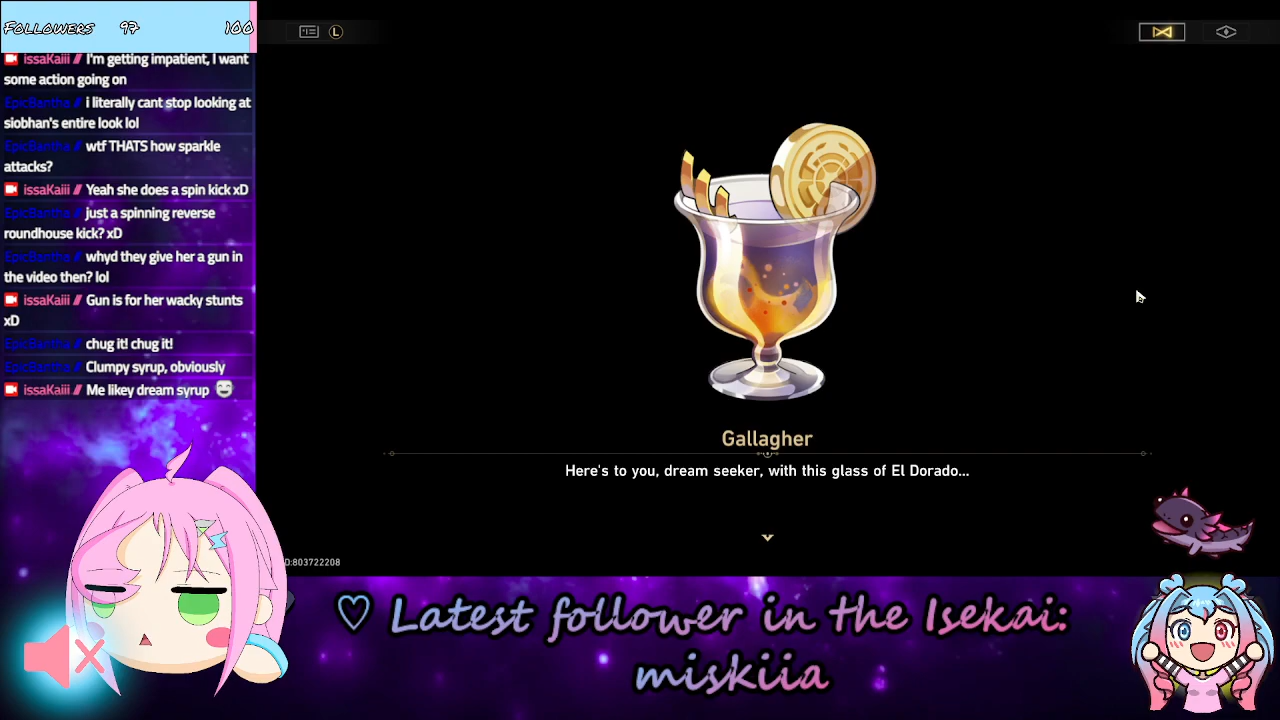 Followers 97 100
issaKaiii // I'm getting impatient, I want
some action going on
EpicBantha // i literally cant stop looking at
siobhan's entire look lol
EpicBantha // wtf THATS how sparkle
attacks?
issaKaiii // Yeah she does a spin kick xD
EpicBantha // just a spinning reverse
roundhouse kick? xD
EpicBantha // whyd they give her a gun in
the video then? lol
issaKaiii // Gun is for her wacky stunts
xD
EpicBantha // chug it! chug it!
EpicBantha // Clumpy syrup, obviously
issaKaiii // Me likey dream syrup
L
Gallagher
Here's to you, dream seeker, with this glass of El Dorado...
D:803722208
♡ Latest follower in the Isekai:
miskiia